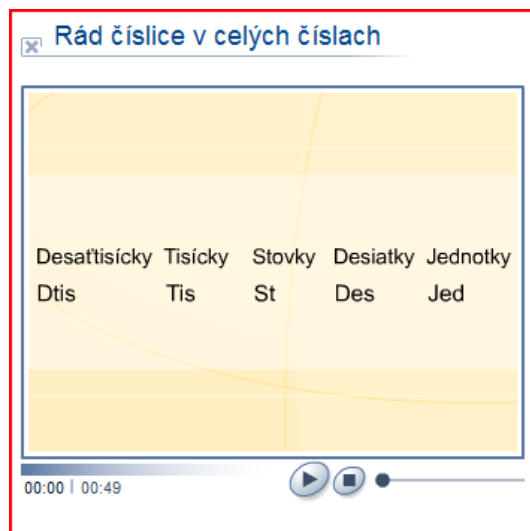 Rád číslice v celých číslach
Desaťtisícky Tisícky Stovky Desiatky Jednotky
Dtis Tis St Des Jed
00:00 | 00:49